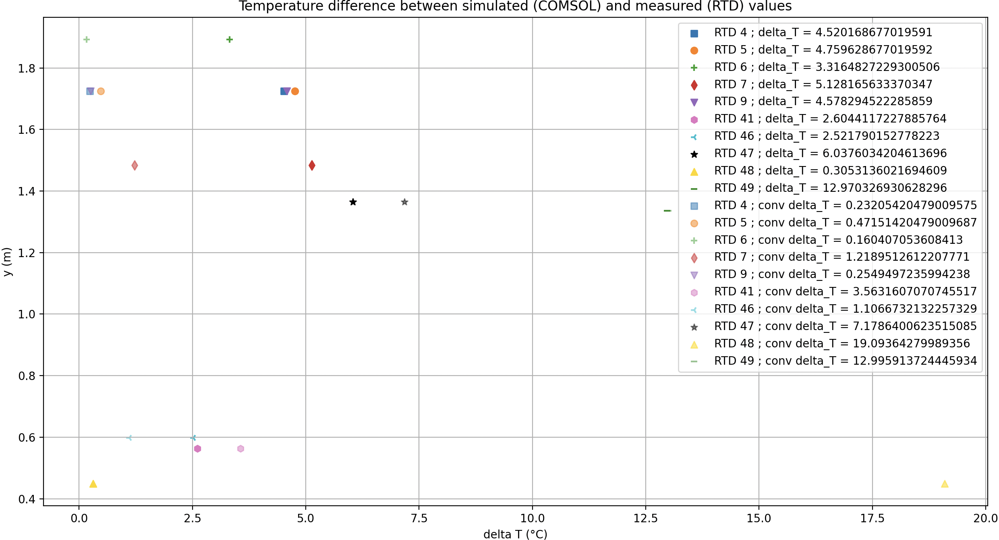 Temperature difference between simulated (COMSOL) and measured (RTD) values
RTD 4 ; delta_T = 4.520168677019591
RTD 5 ; delta_T = 4.759628677019592
RTD 6 ; delta_T = 3.3164827229300506
RTD 7 ; delta_T = 5.128165633370347
RTD 9 ; delta_T = 4.578294522285859
RTD 41 ; delta_T = 2.6044117227885764
RTD 46 ; delta_T = 2.521790152778223
RTD 47 ; delta_T = 6.0376034204613696
RTD 48 ; delta_T = 0.3053136021694609
RTD 49 ; delta_T = 12.970326930628296
RTD 4 ; conv delta_T = 0.23205420479009575
RTD 5 ; conv delta_T = 0.47151420479009687
RTD 6 ; conv delta_T = 0.160407053608413
RTD 7 ; conv delta_T = 1.2189512612207771
RTD 9 ; conv delta_T = 0.2549497235994238
RTD 41 ; conv delta_T = 3.5631607070745517
RTD 46 ; conv delta_T = 1.1066732132257329
RTD 47 ; conv delta_T = 7.1786400623515085
RTD 48 ; conv delta_T = 19.09364279989356
RTD 49 ; conv delta_T = 12.995913724445934
y (m)
1.8
1.6
1.4
1.2
1.0
0.8
0.6
0.4
0.0 2.5 5.0 7.5 10.0 12.5 15.0 17.5 20.0
delta T (°C)